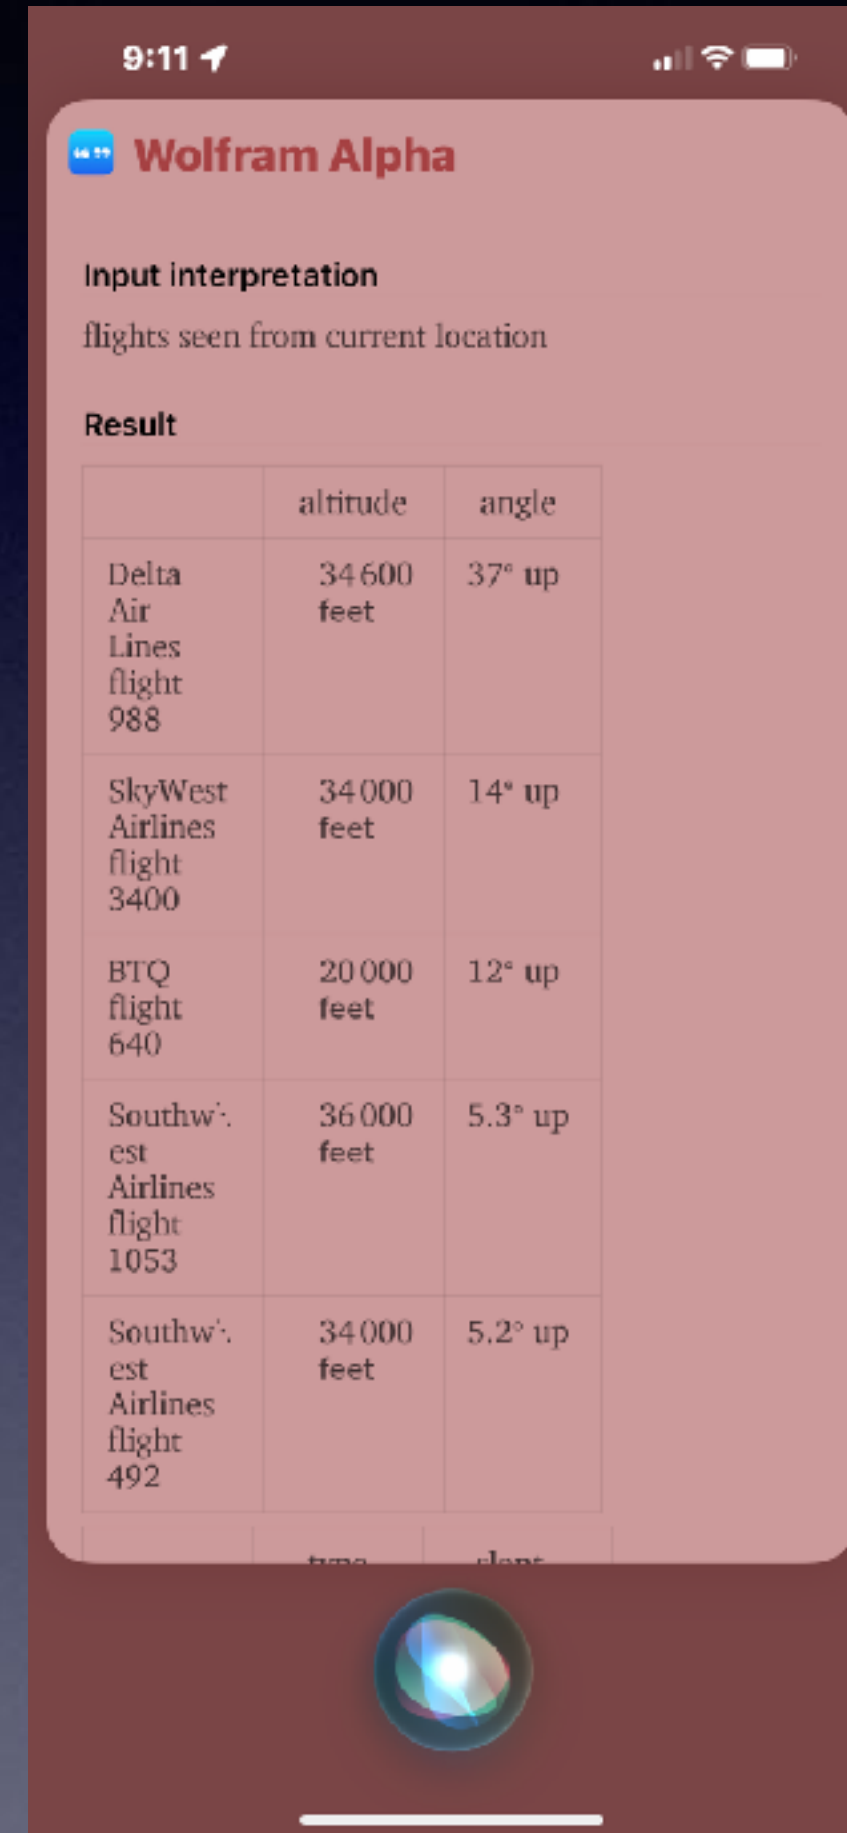 9:11
Wolfram Alpha
Input interpretation
flights seen from current location
Result
altitude angle
Delta 34600 37° up
Air feet
Lines
flight
988
SkyWest 34000 14° up
Airlines feet
flight
3400
BTQ 20000 12° up
flight feet
640
Southw⋱ 36000 5.3° up
est feet
Airlines
flight
1053
Southw⋱ 34000 5.2° up
est feet
Airlines
flight
492